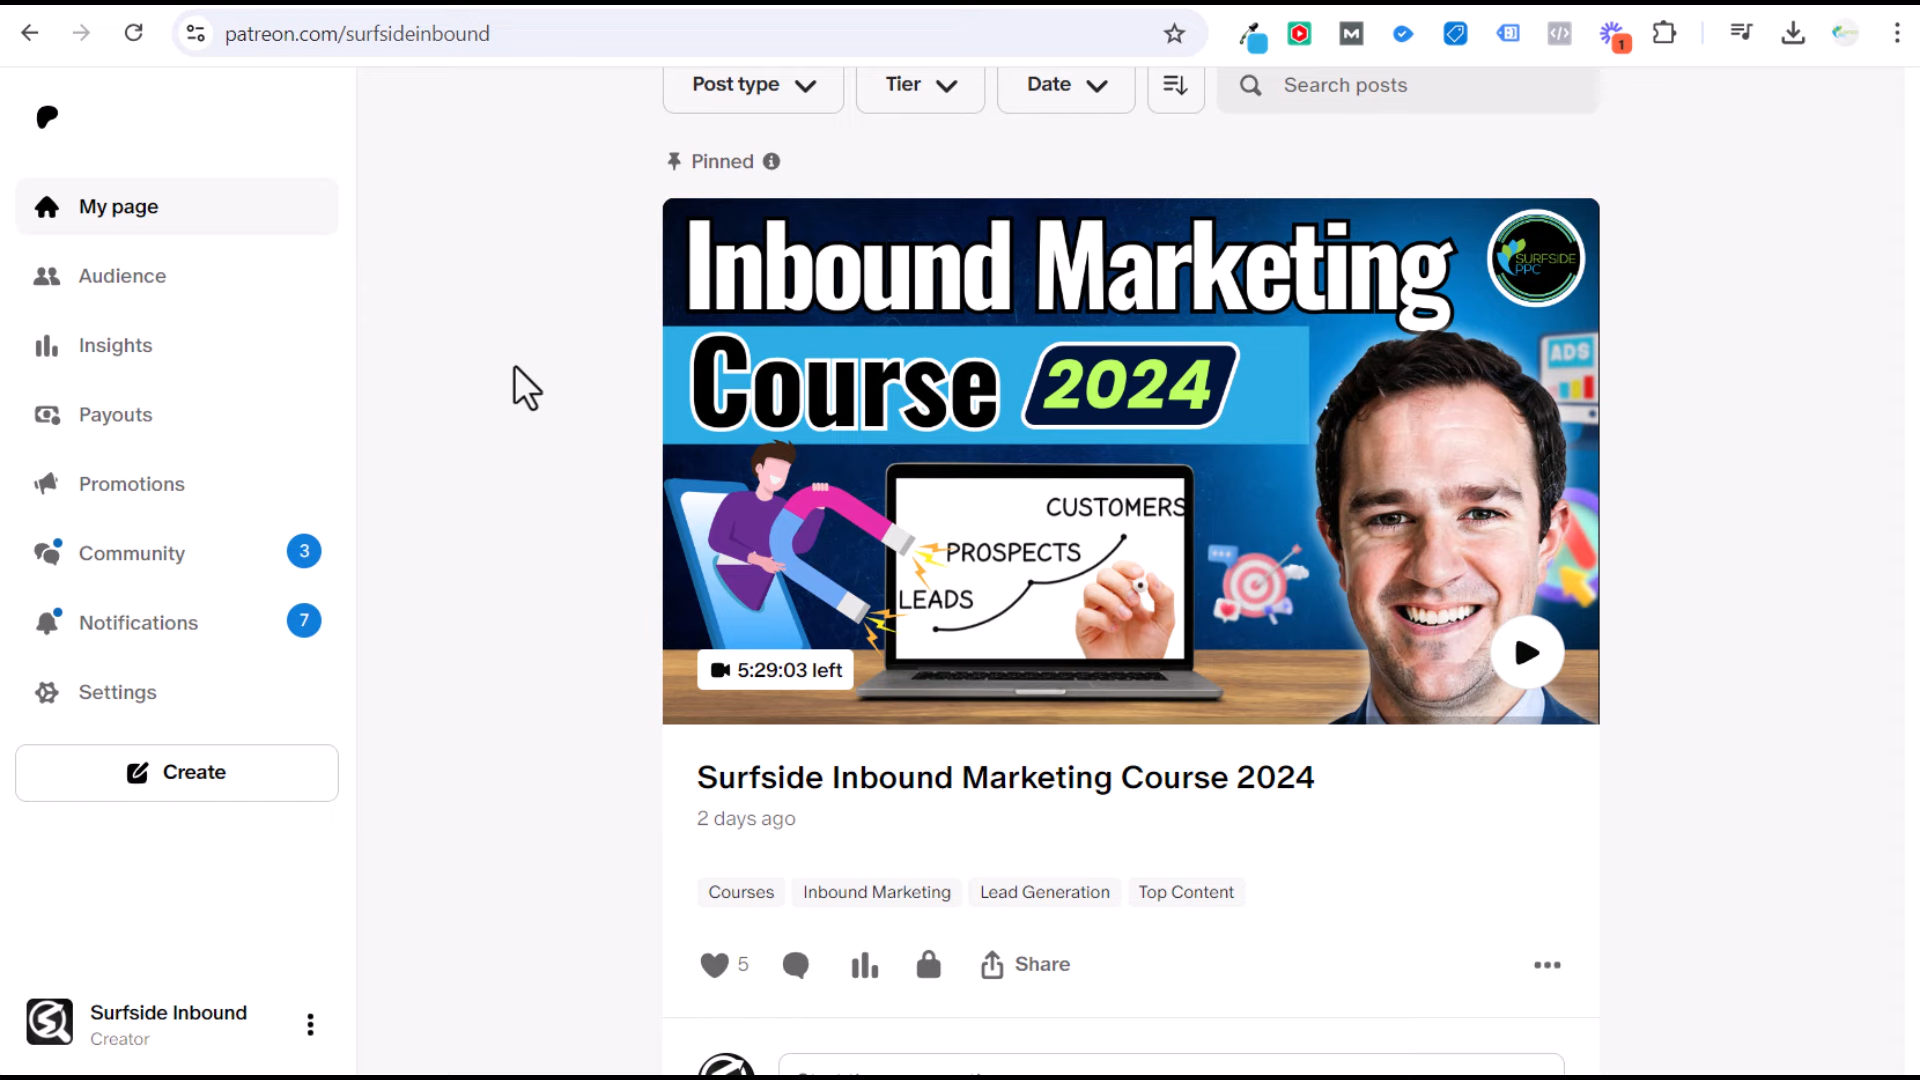 patreon.com/surfsideinbound
1
Post type
Tier
Date
Search posts
Pinned
My page
Audience
Insights
Payouts
Promotions
Community
3
Notifications
7
Settings
Create
Surfside Inbound
Creator
Inbound Marketing
Course 2024
SURFSIDE
PPC
ADS
CUSTOMERS
PROSPECTS
LEADS
5:29:03 left
Surfside Inbound Marketing Course 2024
2 days ago
Courses
Inbound Marketing
Lead Generation
Top Content
5
Share